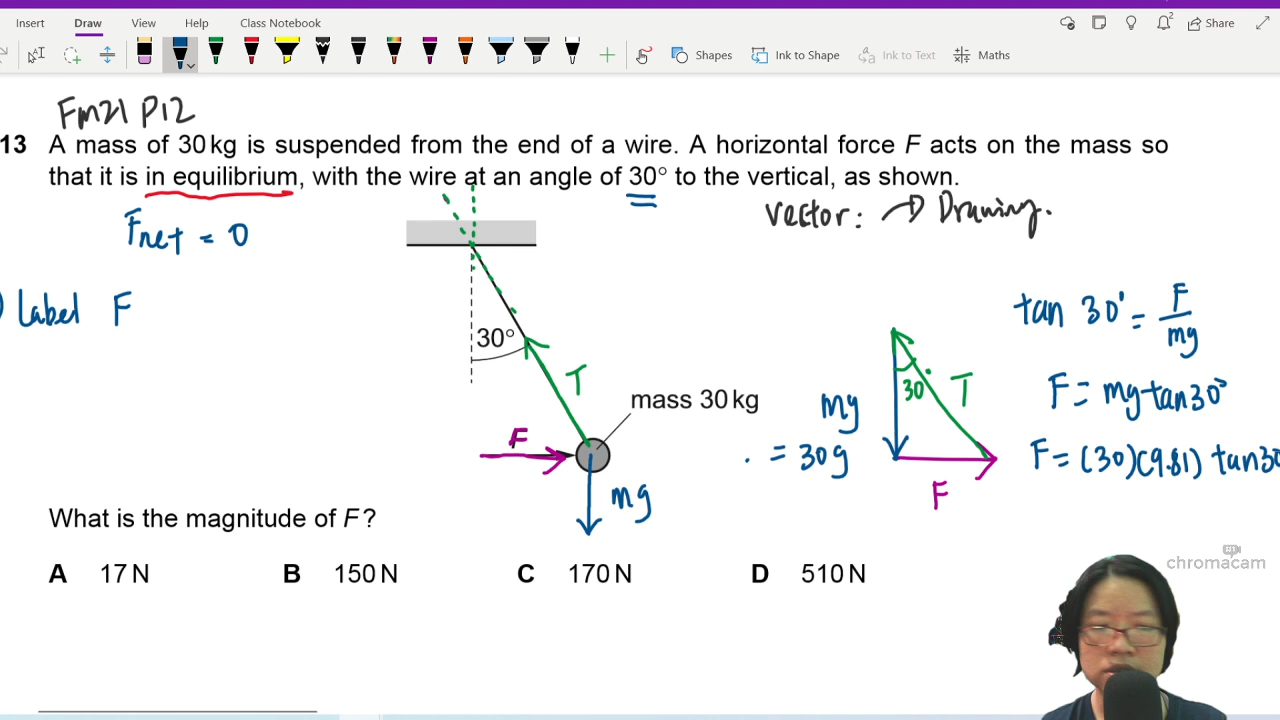 Insert Draw View Help Class Notebook
2 Share
Shapes Ink to Shape Ink to Text Maths
Fm21 P12
13 A mass of 30 kg is suspended from the end of a wire. A horizontal force F acts on the mass so
that it is in equilibrium, with the wire at an angle of 30° to the vertical, as shown.
Fnet = 0
Vector: → Drawing.
) Label F
30°
T
mass 30 kg
F
mg
mg
= 30g
30
T
F
tan 30° = F/mg
F = mg tan 30°
F = (30)(9.81) tan 30
What is the magnitude of F?
A 17 N B 150 N C 170 N D 510 N
chromacam